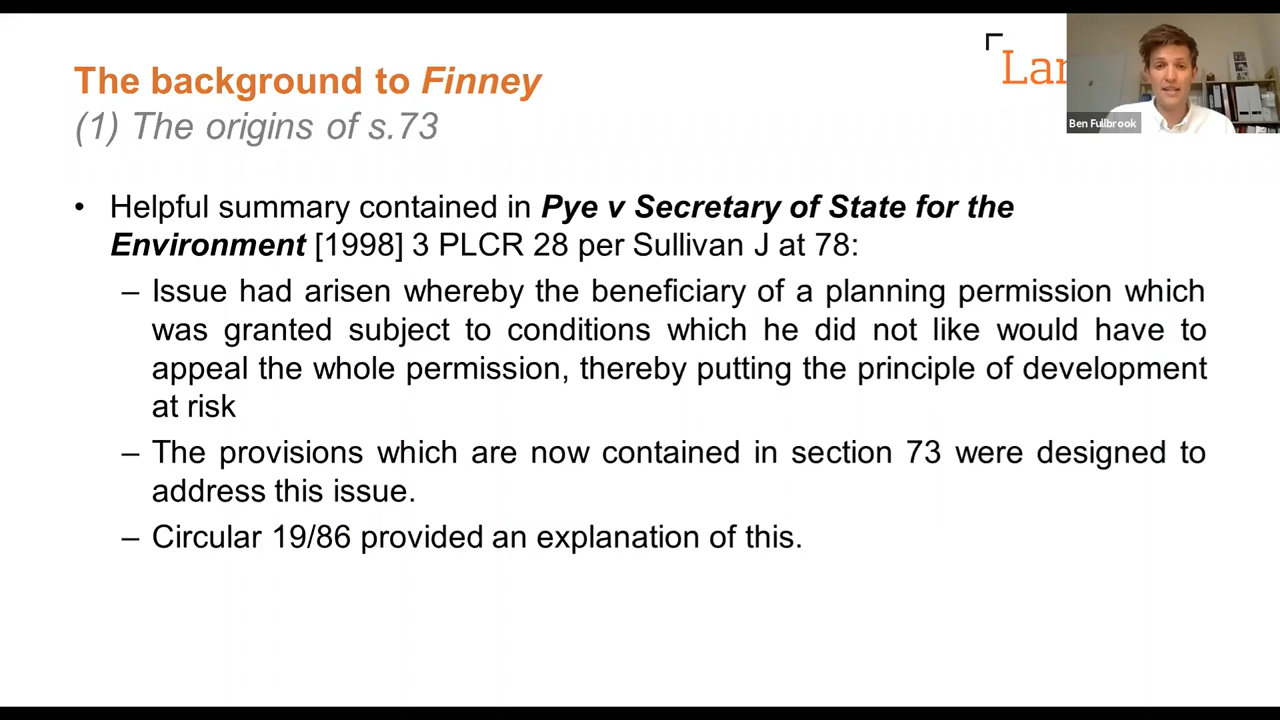 The background to Finney
(1) The origins of s.73
• Helpful summary contained in Pye v Secretary of State for the
Environment [1998] 3 PLCR 28 per Sullivan J at 78:
– Issue had arisen whereby the beneficiary of a planning permission which
was granted subject to conditions which he did not like would have to
appeal the whole permission, thereby putting the principle of development
at risk
– The provisions which are now contained in section 73 were designed to
address this issue.
– Circular 19/86 provided an explanation of this.
Ben Fullbrook